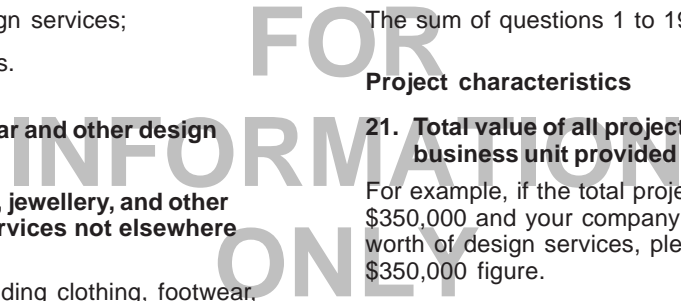 gn services;
s.
ar and other design
, jewellery, and other
rvices not elsewhere
ding clothing, footwear,
The sum of questions 1 to 19
Project characteristics
21. Total value of all project
business unit provided
For example, if the total proje
$350,000 and your company
worth of design services, ple
$350,000 figure.
FOR
INFORMATION
ONLY